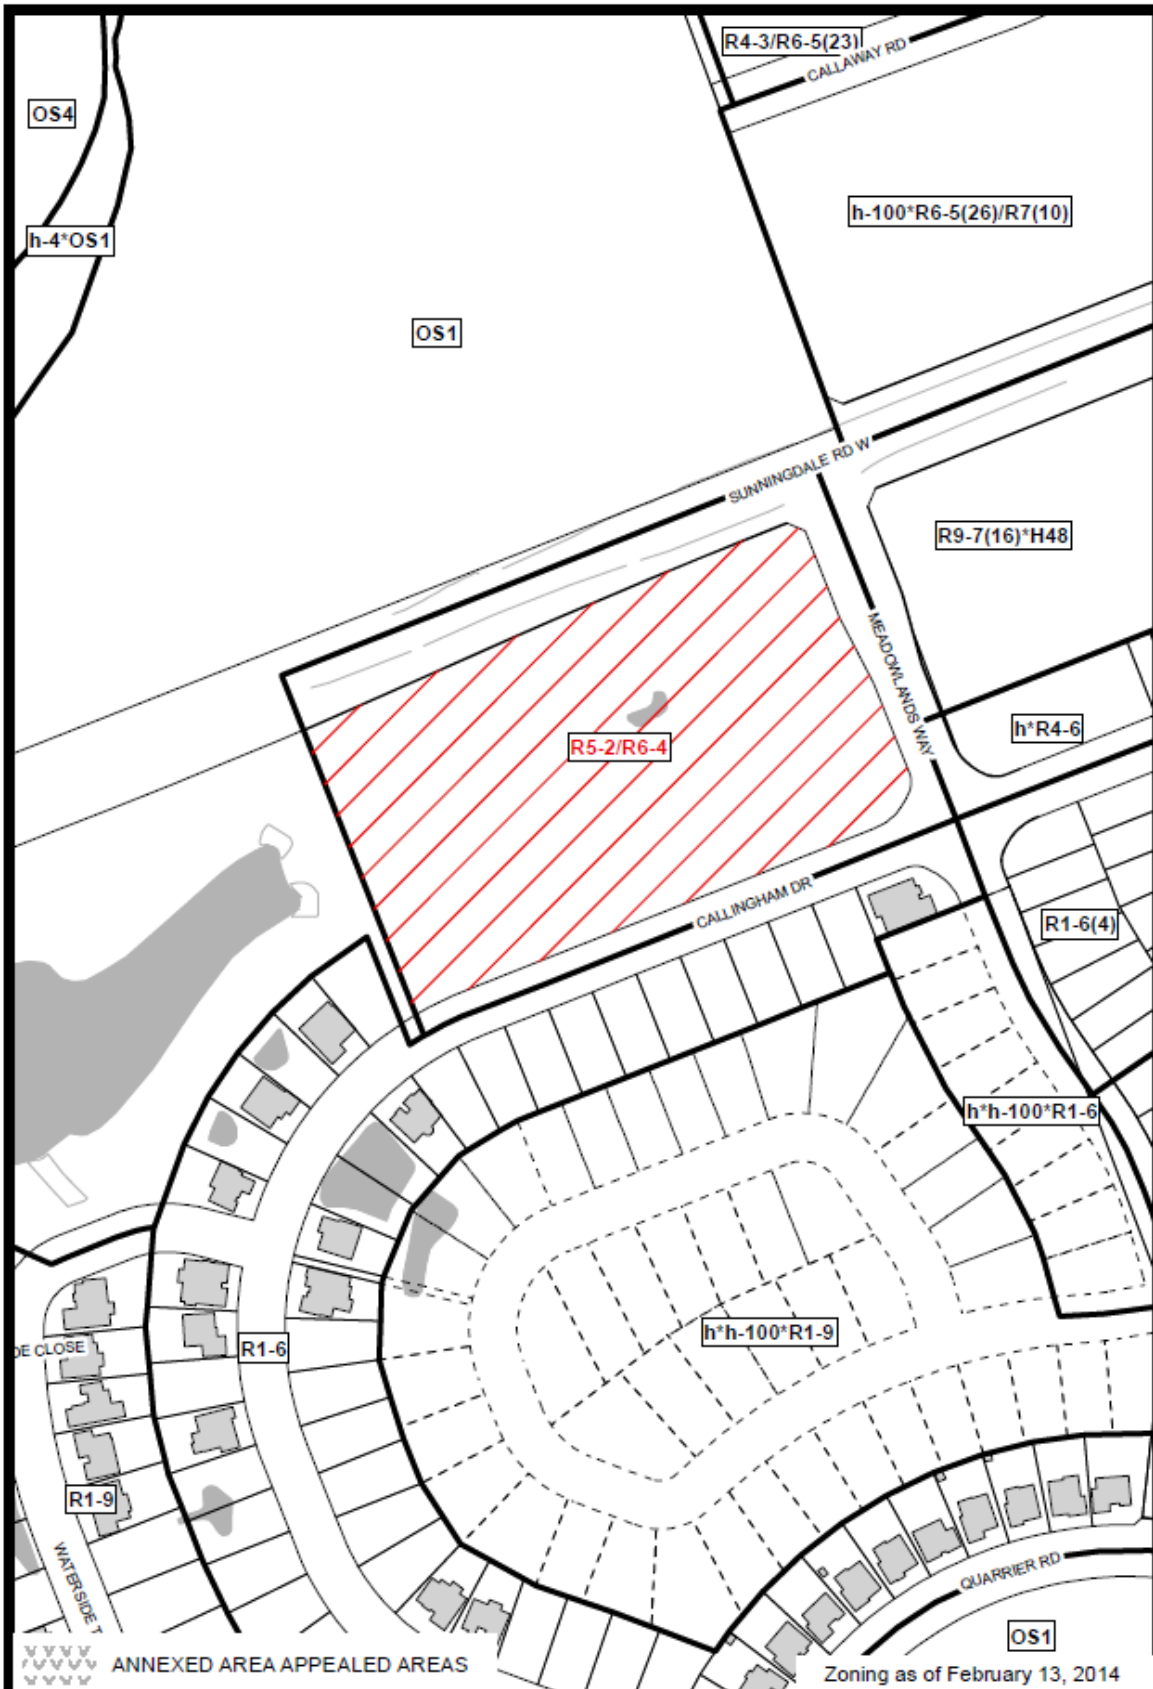 R4-3/R6-5(23)
CALLAWAY RD
OS4
h-100*R6-5(26)/R7(10)
h-4*OS1
OS1
SUNNINGDALE RD W
R9-7(16)*H48
MEADOWLANDS WAY
h*R4-6
R5-2/R6-4
CALLINGHAM DR
R1-6(4)
h*h-100*R1-6
h*h-100*R1-9
R1-6
DE CLOSE
R1-9
WATERSIDE
QUARRIER RD
OS1
ANNEXED AREA APPEALED AREAS
Zoning as of February 13, 2014